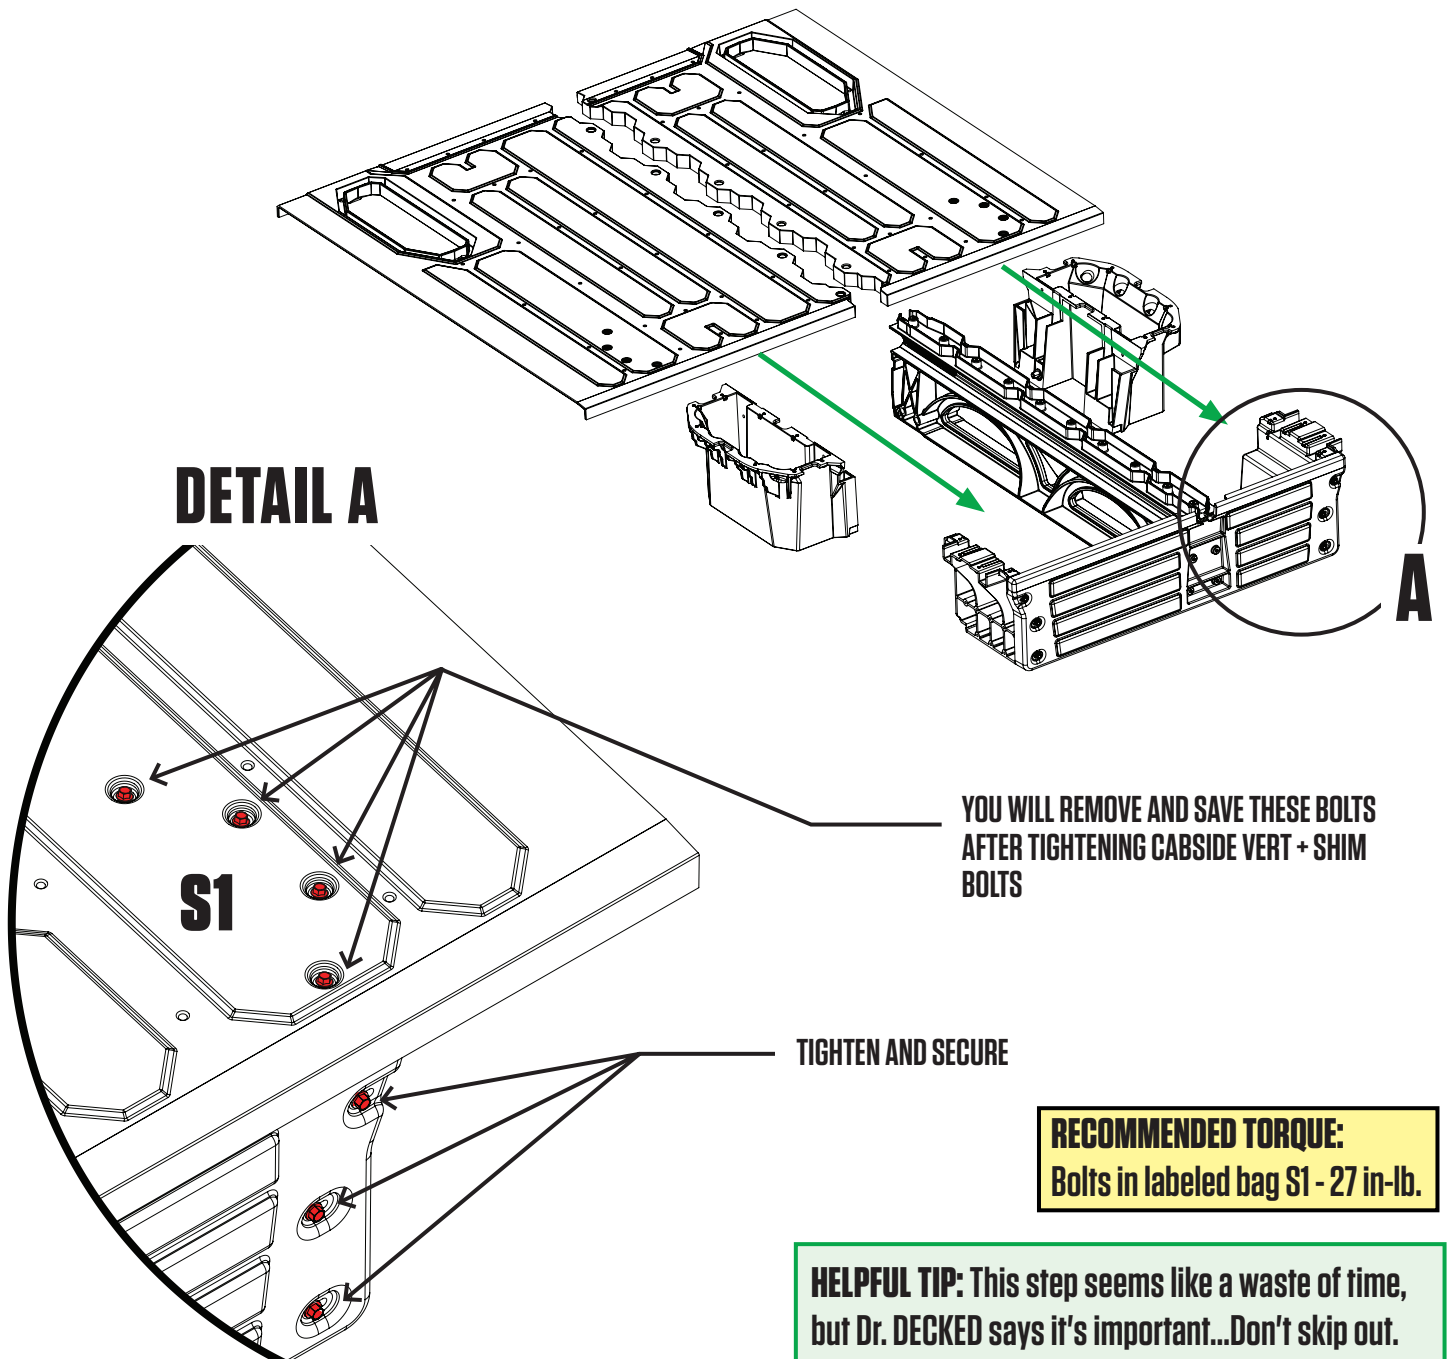 DETAIL A
A
YOU WILL REMOVE AND SAVE THESE BOLTS
AFTER TIGHTENING CABSIDE VERT + SHIM
BOLTS
S1
TIGHTEN AND SECURE
RECOMMENDED TORQUE:
Bolts in labeled bag S1 - 27 in-lb.
HELPFUL TIP: This step seems like a waste of time,
but Dr. DECKED says it's important...Don't skip out.